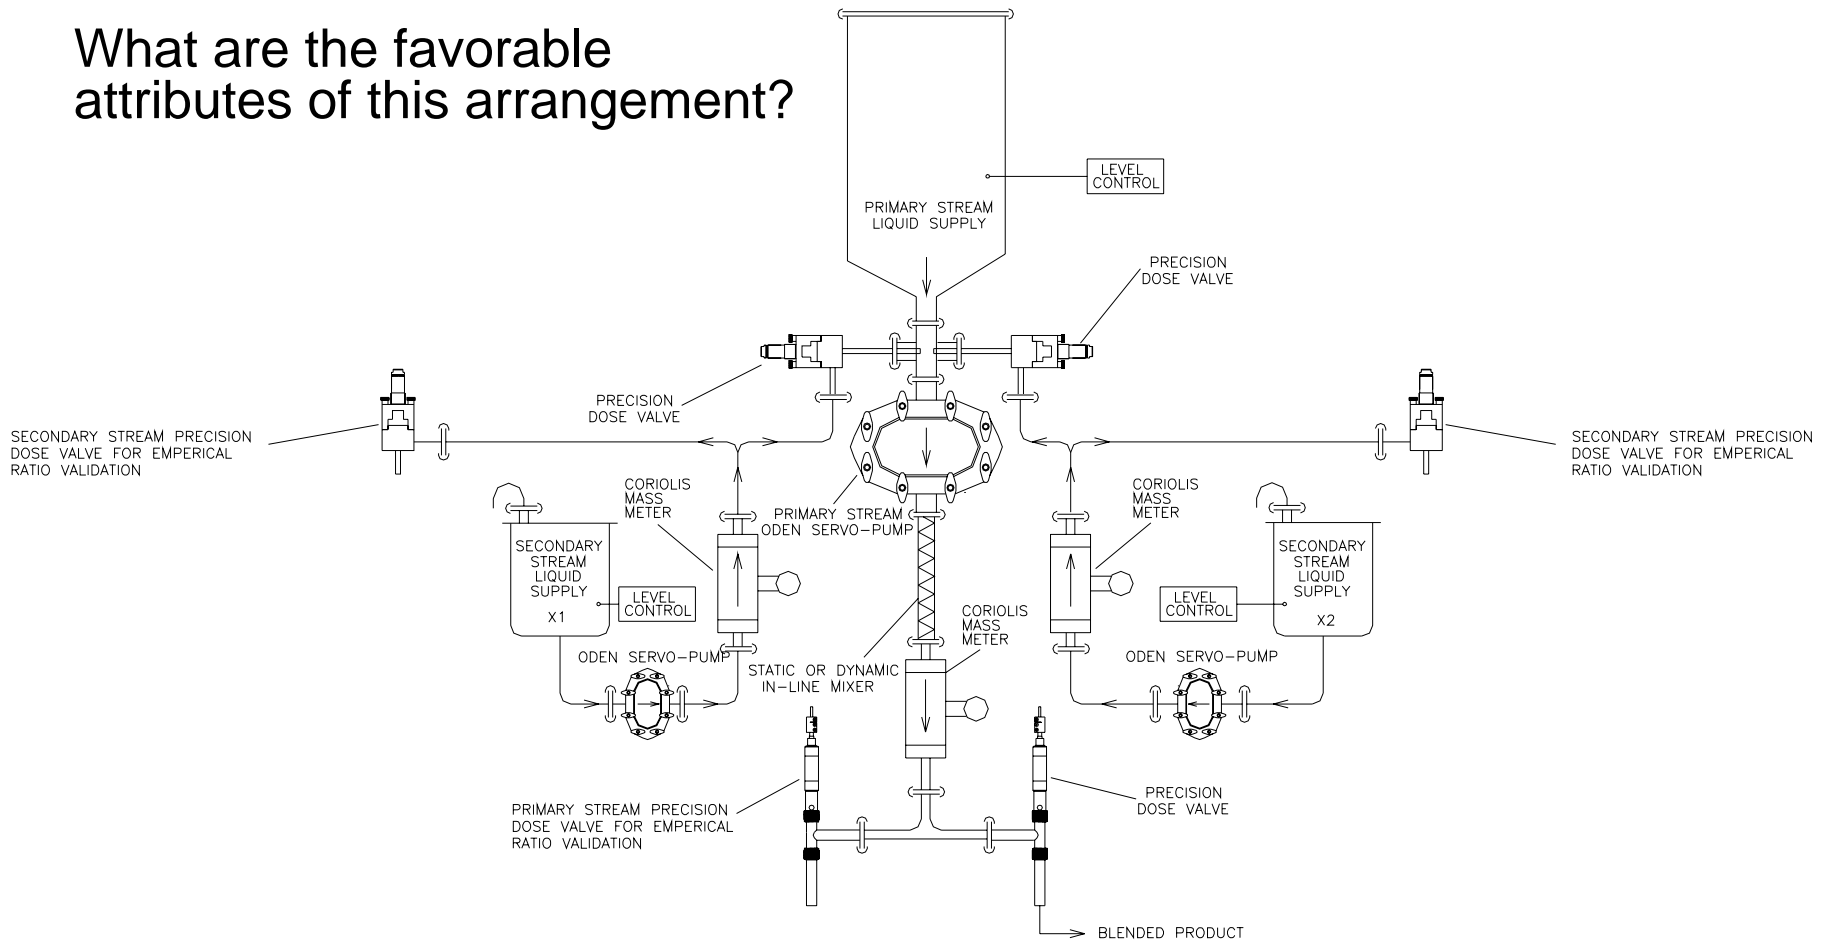 What are the favorable
attributes of this arrangement?
LEVEL
CONTROL
PRIMARY STREAM
LIQUID SUPPLY
PRECISION
DOSE VALVE
PRECISION
DOSE VALVE
SECONDARY STREAM PRECISION
DOSE VALVE FOR EMPERICAL
RATIO VALIDATION
SECONDARY STREAM PRECISION
DOSE VALVE FOR EMPERICAL
RATIO VALIDATION
CORIOLIS
MASS
METER
PRIMARY STREAM
ODEN SERVO-PUMP
CORIOLIS
MASS
METER
SECONDARY
STREAM
LIQUID
SUPPLY
X1
LEVEL
CONTROL
LEVEL
CONTROL
SECONDARY
STREAM
LIQUID
SUPPLY
X2
CORIOLIS
MASS
METER
ODEN SERVO-PUMP
STATIC OR DYNAMIC
IN-LINE MIXER
ODEN SERVO-PUMP
PRIMARY STREAM PRECISION
DOSE VALVE FOR EMPERICAL
RATIO VALIDATION
PRECISION
DOSE VALVE
BLENDED PRODUCT